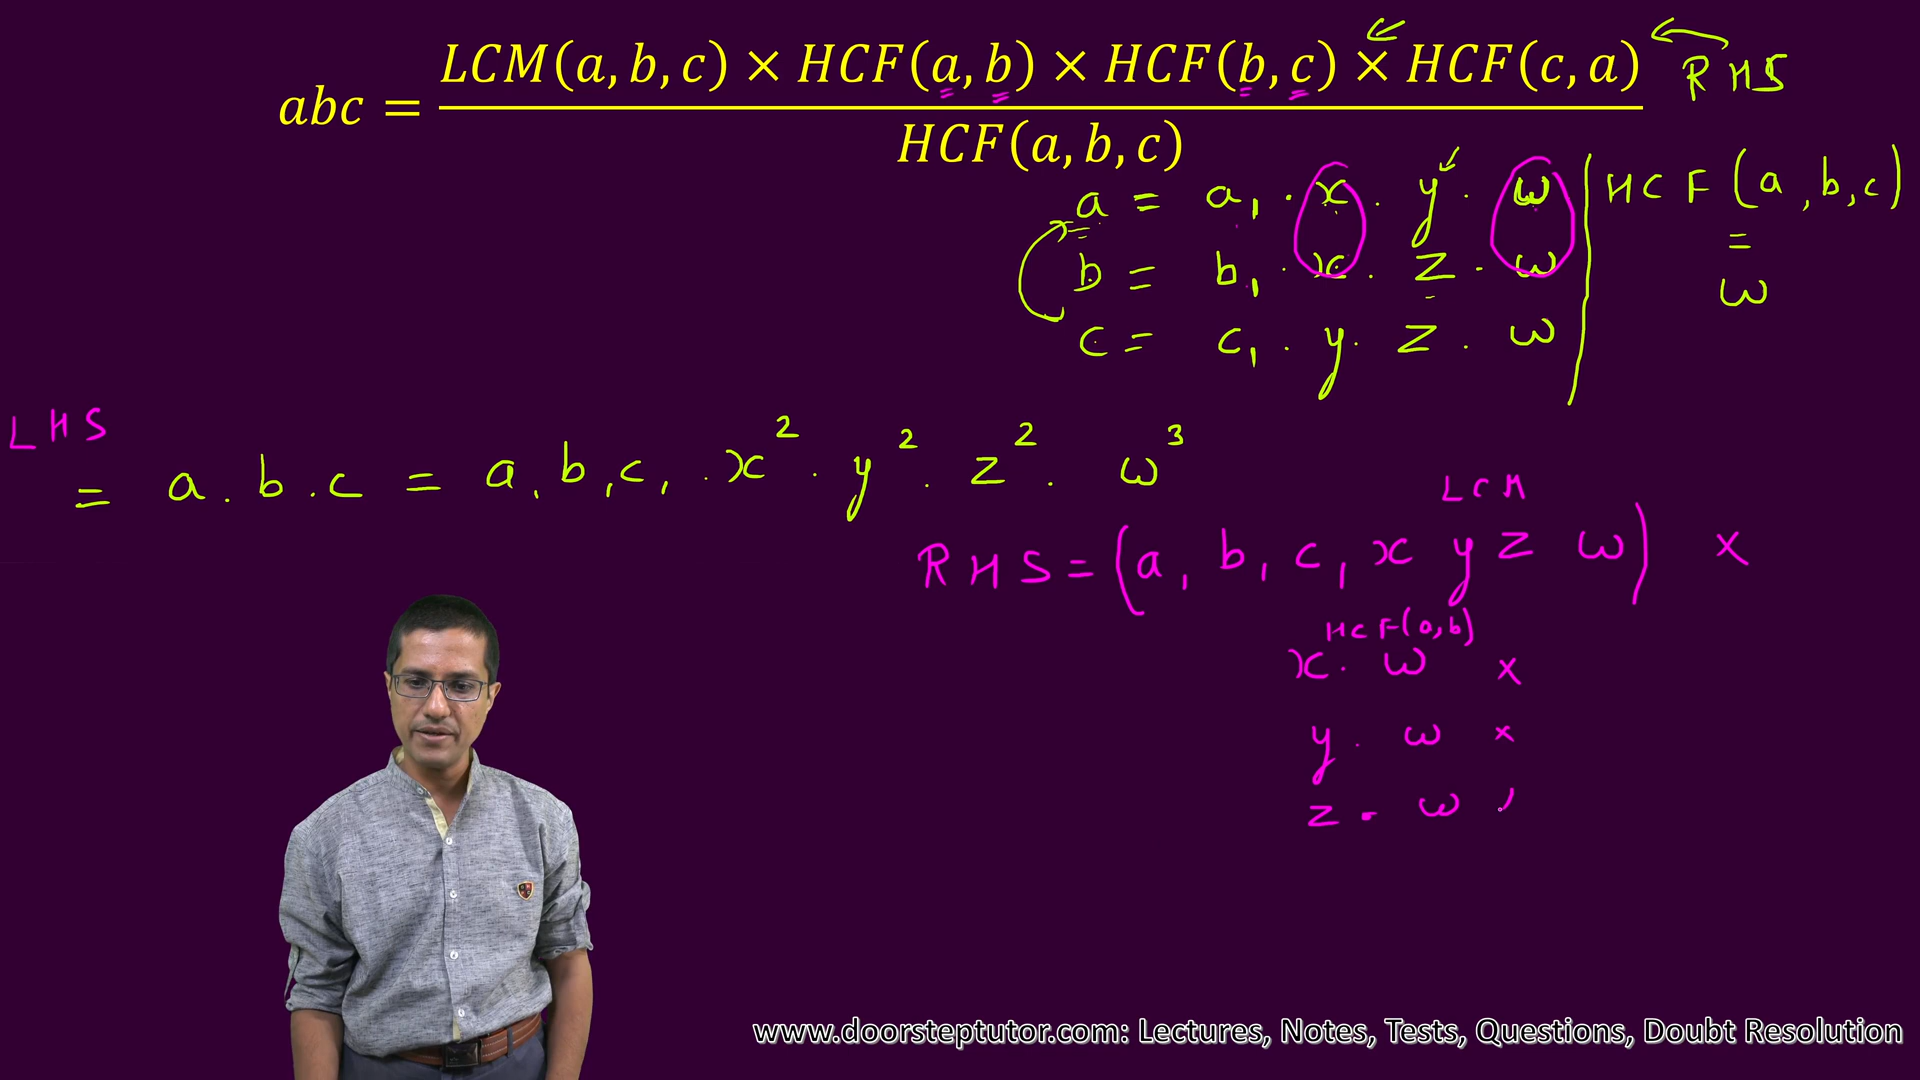 abc = LCM(a, b, c) × HCF(a, b) × HCF(b, c) × HCF(c, a) / HCF(a, b, c)
RHS
a = a₁ . x . y . w
b = b₁ . x . z . w
c = c₁ . y . z . w
HCF (a, b, c)
=
w
LHS
= a . b . c = a₁ b₁ c₁ . x² . y² . z² . w³
LCM
RHS = (a₁ b₁ c₁ x y z w) ×
HCF(a,b)
x . w ×
y . w ×
z . w
www.doorsteptutor.com: Lectures, Notes, Tests, Questions, Doubt Resolution